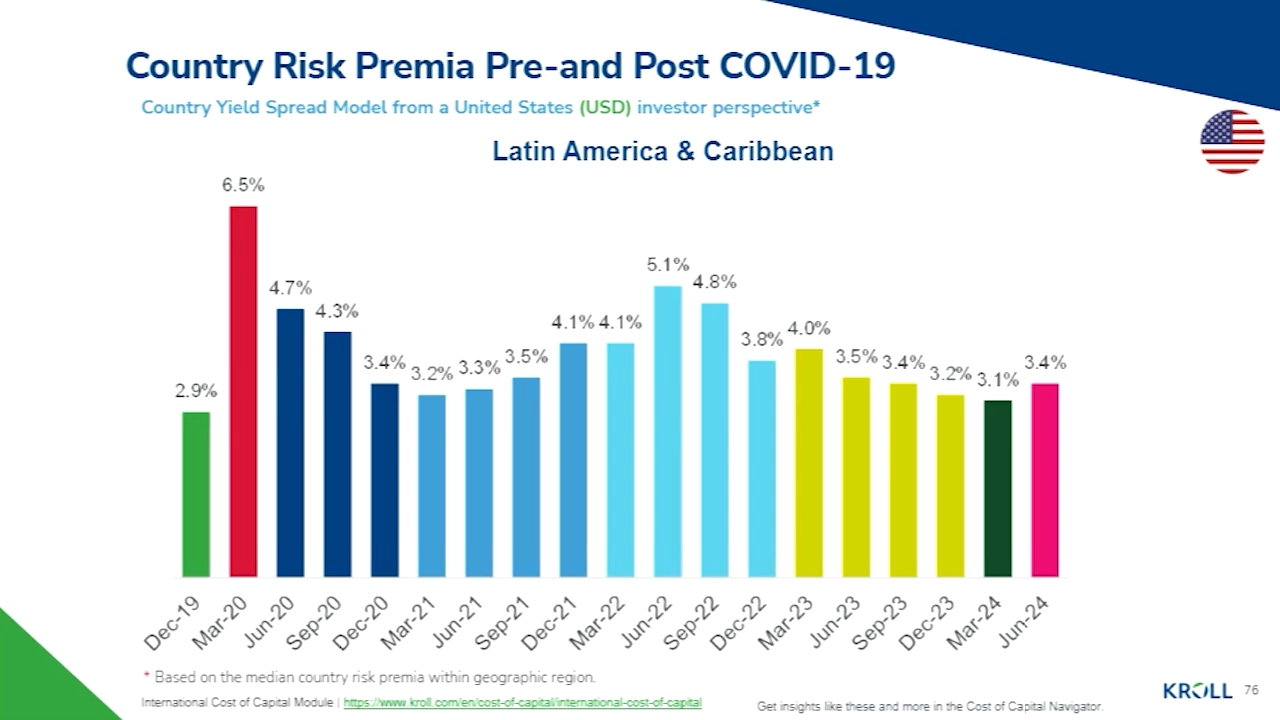 Country Risk Premia Pre-and Post COVID-19
Country Yield Spread Model from a United States (USD) investor perspective*
Latin America & Caribbean
2.9%
6.5%
4.7%
4.3%
3.4%
3.2%
3.3%
3.5%
4.1%
4.1%
5.1%
4.8%
3.8%
4.0%
3.5%
3.4%
3.2%
3.1%
3.4%
Dec-19
Mar-20
Jun-20
Sep-20
Dec-20
Mar-21
Jun-21
Sep-21
Dec-21
Mar-22
Jun-22
Sep-22
Dec-22
Mar-23
Jun-23
Sep-23
Dec-23
Mar-24
Jun-24
* Based on the median country risk premia within geographic region.
International Cost of Capital Module | https://www.kroll.com/en/cost-of-capital/international-cost-of-capital
Get insights like these and more in the Cost of Capital Navigator.
KROLL
76